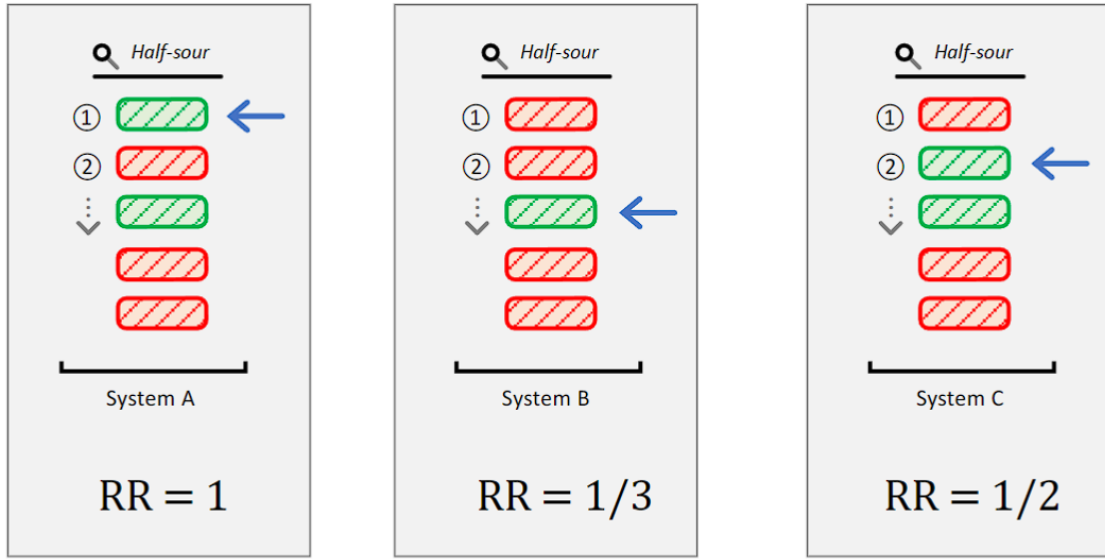 Half-sour
①
②
System A
RR = 1
Half-sour
①
②
System B
RR = 1/3
Half-sour
①
②
System C
RR = 1/2